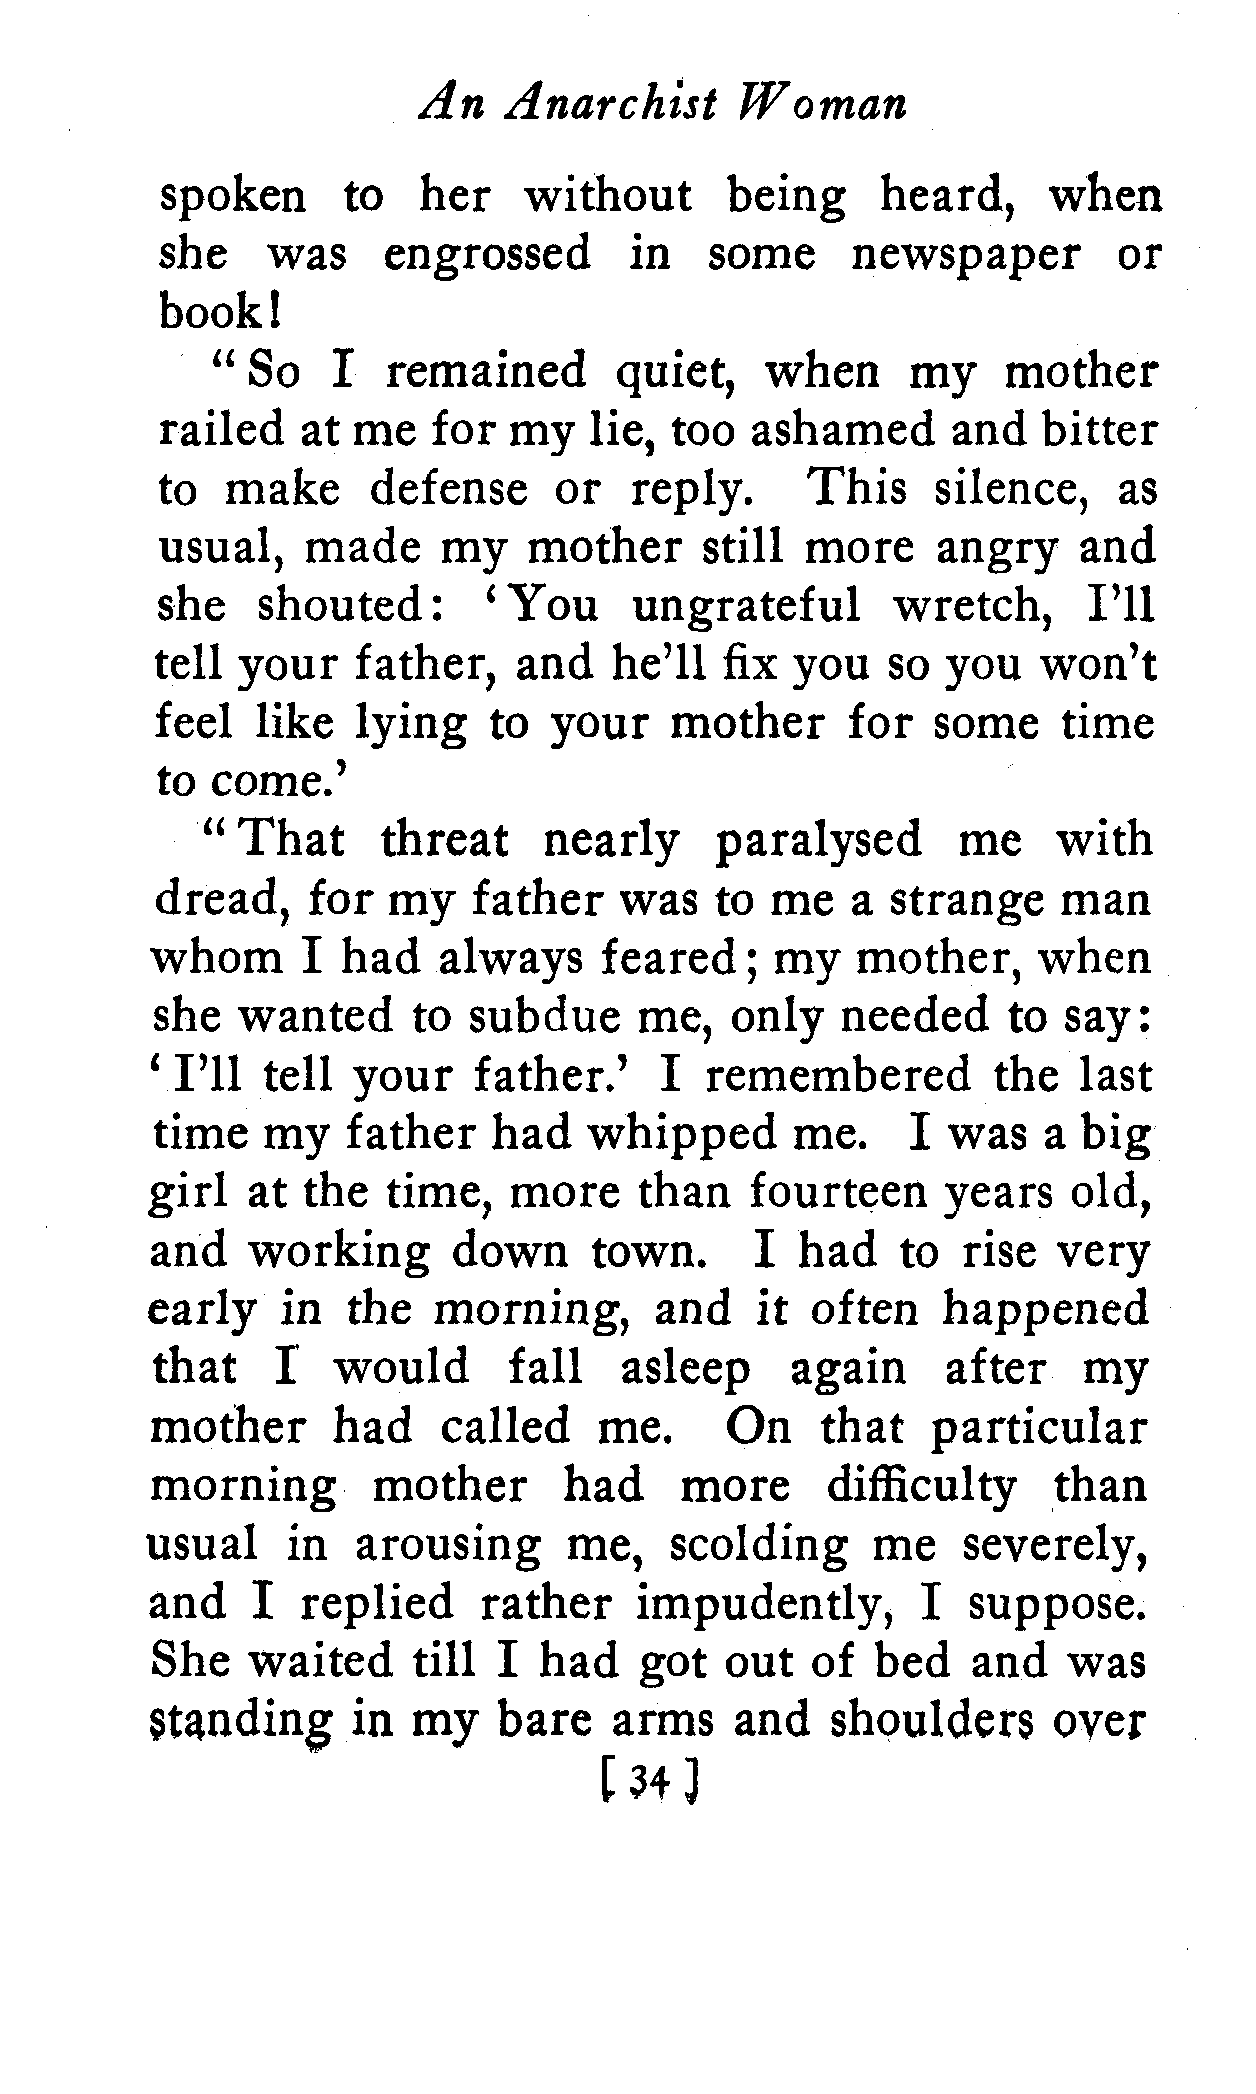 An Anarchist Woman
spoken to her without being heard, when
she was engrossed in some newspaper or
book!
"So I remained quiet, when my mother
railed at me for my lie, too ashamed and bitter
to make defense or reply. This silence, as
usual, made my mother still more angry and
she shouted: 'You ungrateful wretch, I'll
tell your father, and he'll fix you so you won't
feel like lying to your mother for some time
to come.'
"That threat nearly paralysed me with
dread, for my father was to me a strange man
whom I had always feared; my mother, when
she wanted to subdue me, only needed to say:
'I'll tell your father.' I remembered the last
time my father had whipped me. I was a big
girl at the time, more than fourteen years old,
and working down town. I had to rise very
early in the morning, and it often happened
that I would fall asleep again after my
mother had called me. On that particular
morning mother had more difficulty than
usual in arousing me, scolding me severely,
and I replied rather impudently, I suppose.
She waited till I had got out of bed and was
standing in my bare arms and shoulders over
[34]